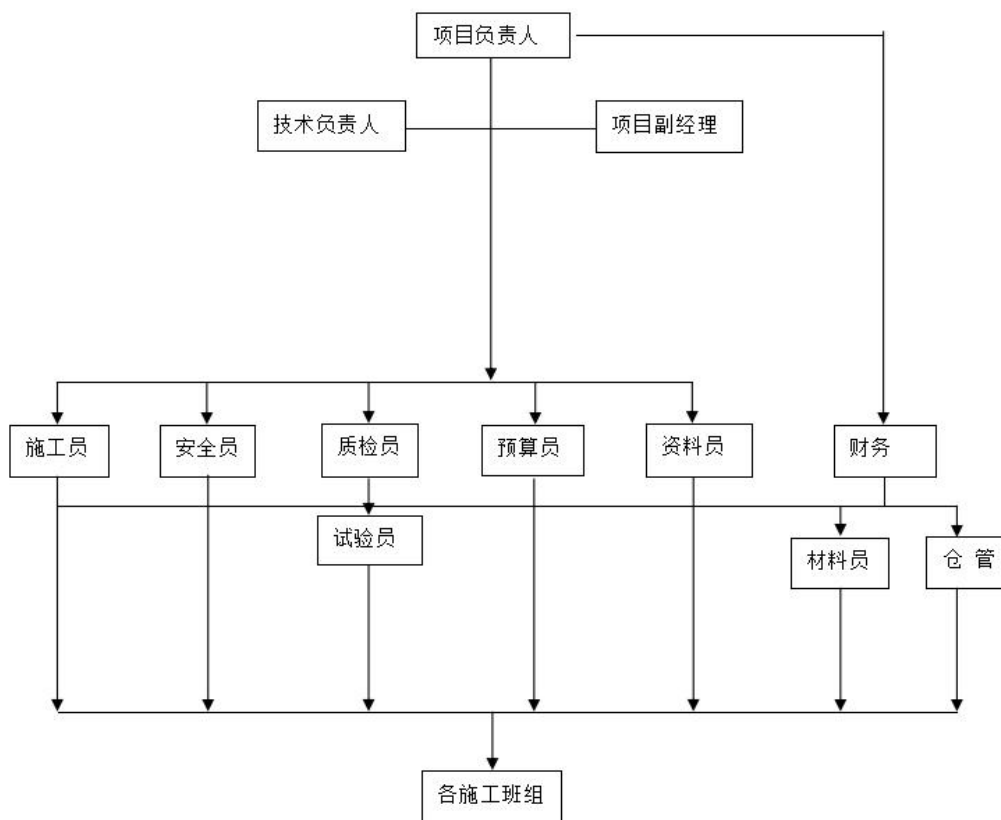 项目负责人
技术负责人
项目副经理
施工员
安全员
质检员
预算员
资料员
财务
试验员
材料员
仓 管
各施工班组